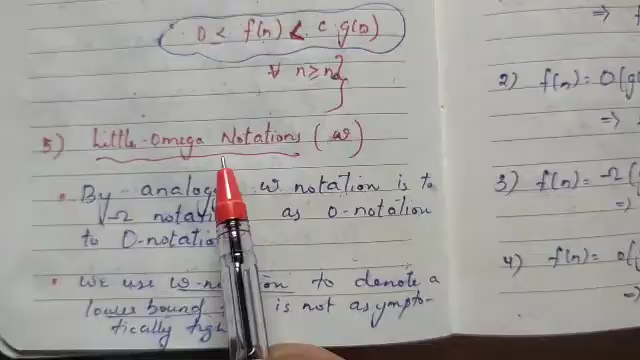 0 < f(n) < c g(n)
∀ n ≥ n₀}
5) Little-Omega Notations (ω)
• By analogy ω notation is to
Ω notation as o-notation
to O-notation
• We use ω-notation to denote a
lower bound is not asympto-
tically tight
2) f(n) = O(g
3) f(n) = Ω(
4) f(n) = o(